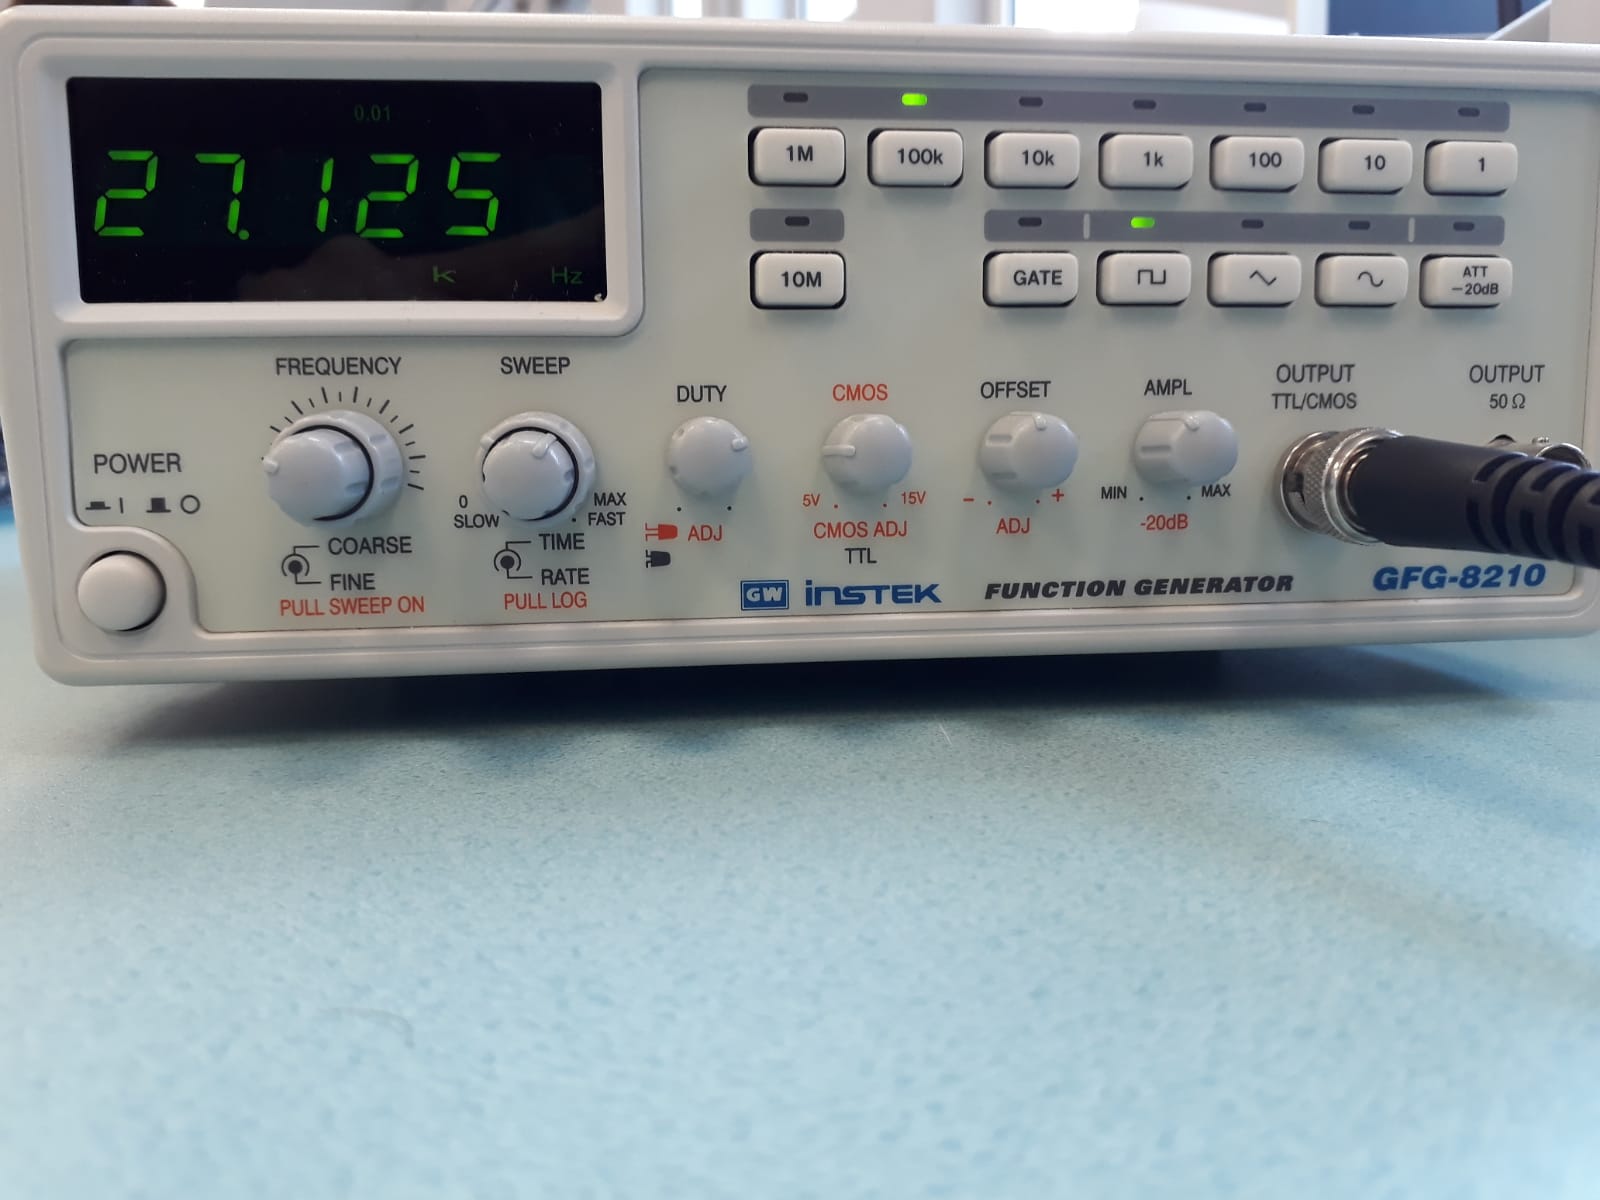 0.01
27.125
k Hz
1M 100k 10k 1k 100 10 1
10M GATE ATT
-20dB
FREQUENCY SWEEP DUTY CMOS OFFSET AMPL OUTPUT
TTL/CMOS
OUTPUT
50 Ω
POWER
0
SLOW
MAX
FAST
COARSE
FINE
PULL SWEEP ON
TIME
RATE
PULL LOG
ADJ
5V 15V
CMOS ADJ
TTL
- +
ADJ
MIN MAX
-20dB
GW INSTEK FUNCTION GENERATOR GFG-8210